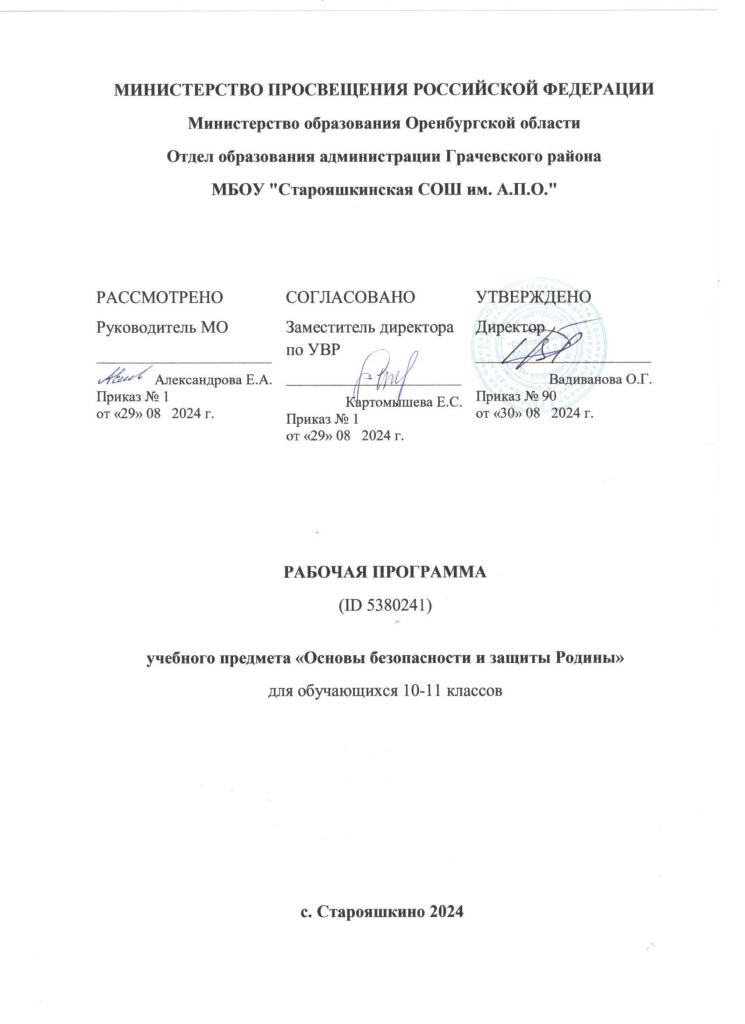 МИНИСТЕРСТВО ПРОСВЕЩЕНИЯ РОССИЙСКОЙ ФЕДЕРАЦИИ
Министерство образования Оренбургской области
Отдел образования администрации Грачевского района
МБОУ "Старояшкинская СОШ им. А.П.О."
РАССМОТРЕНО
Руководитель МО
Александрова Е.А.
Приказ № 1
от «29» 08 2024 г.
СОГЛАСОВАНО
Заместитель директора
по УВР
Картомышева Е.С.
Приказ № 1
от «29» 08 2024 г.
УТВЕРЖДЕНО
Директор
Вадиванова О.Г.
Приказ № 90
от «30» 08 2024 г.
РАБОЧАЯ ПРОГРАММА
(ID 5380241)
учебного предмета «Основы безопасности и защиты Родины»
для обучающихся 10-11 классов
с. Старояшкино 2024